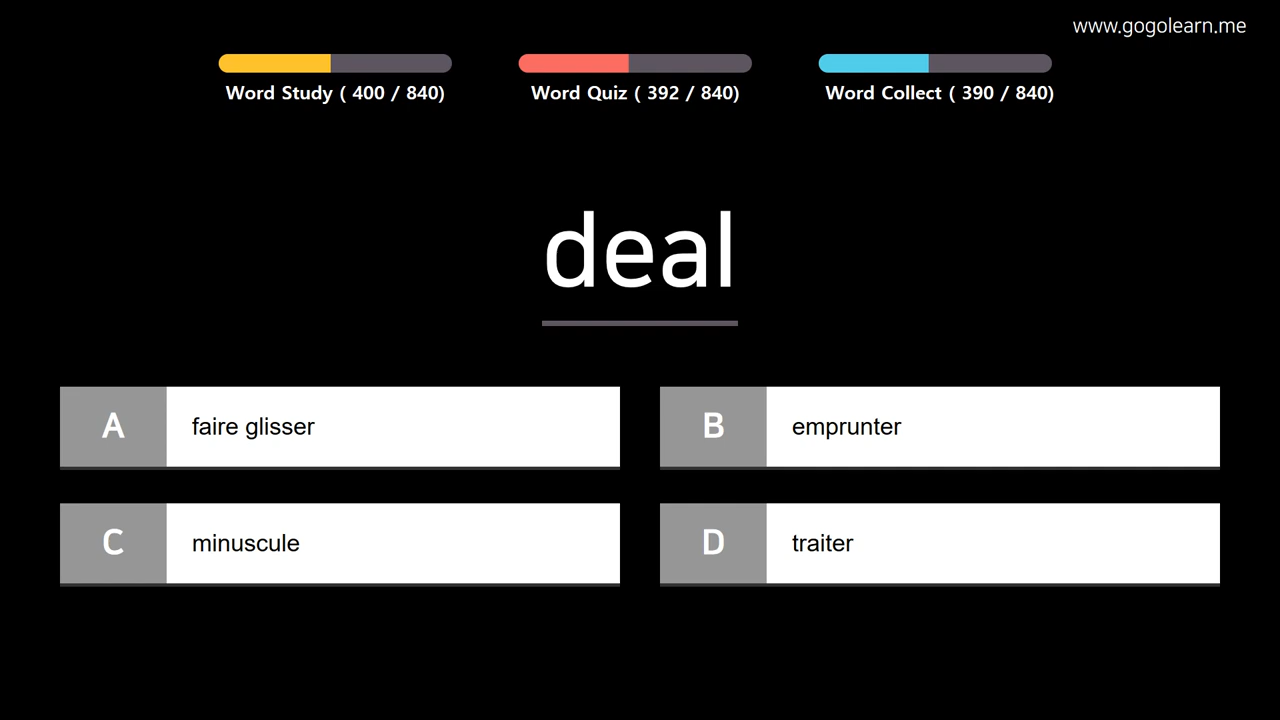 www.gogolearn.me
Word Study ( 400 / 840)
Word Quiz ( 392 / 840)
Word Collect ( 390 / 840)
deal
A faire glisser
B emprunter
C minuscule
D traiter